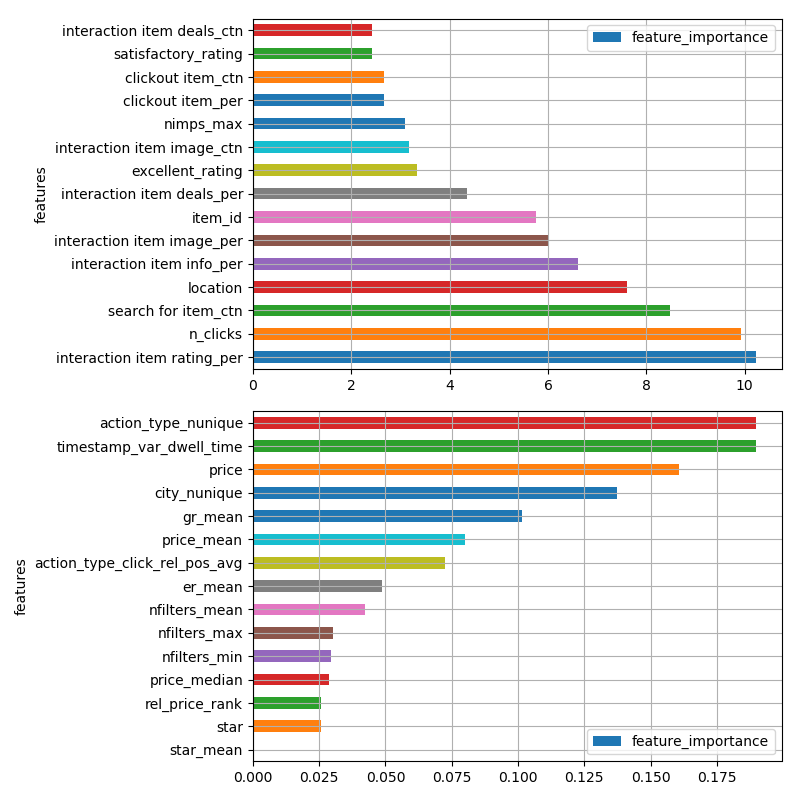 interaction item deals_ctn
satisfactory_rating
clickout item_ctn
clickout item_per
nimps_max
interaction item image_ctn
excellent_rating
interaction item deals_per
item_id
interaction item image_per
interaction item info_per
location
search for item_ctn
n_clicks
interaction item rating_per
features
feature_importance
0 2 4 6 8 10
action_type_nunique
timestamp_var_dwell_time
price
city_nunique
gr_mean
price_mean
action_type_click_rel_pos_avg
er_mean
nfilters_mean
nfilters_max
nfilters_min
price_median
rel_price_rank
star
star_mean
features
feature_importance
0.000 0.025 0.050 0.075 0.100 0.125 0.150 0.175